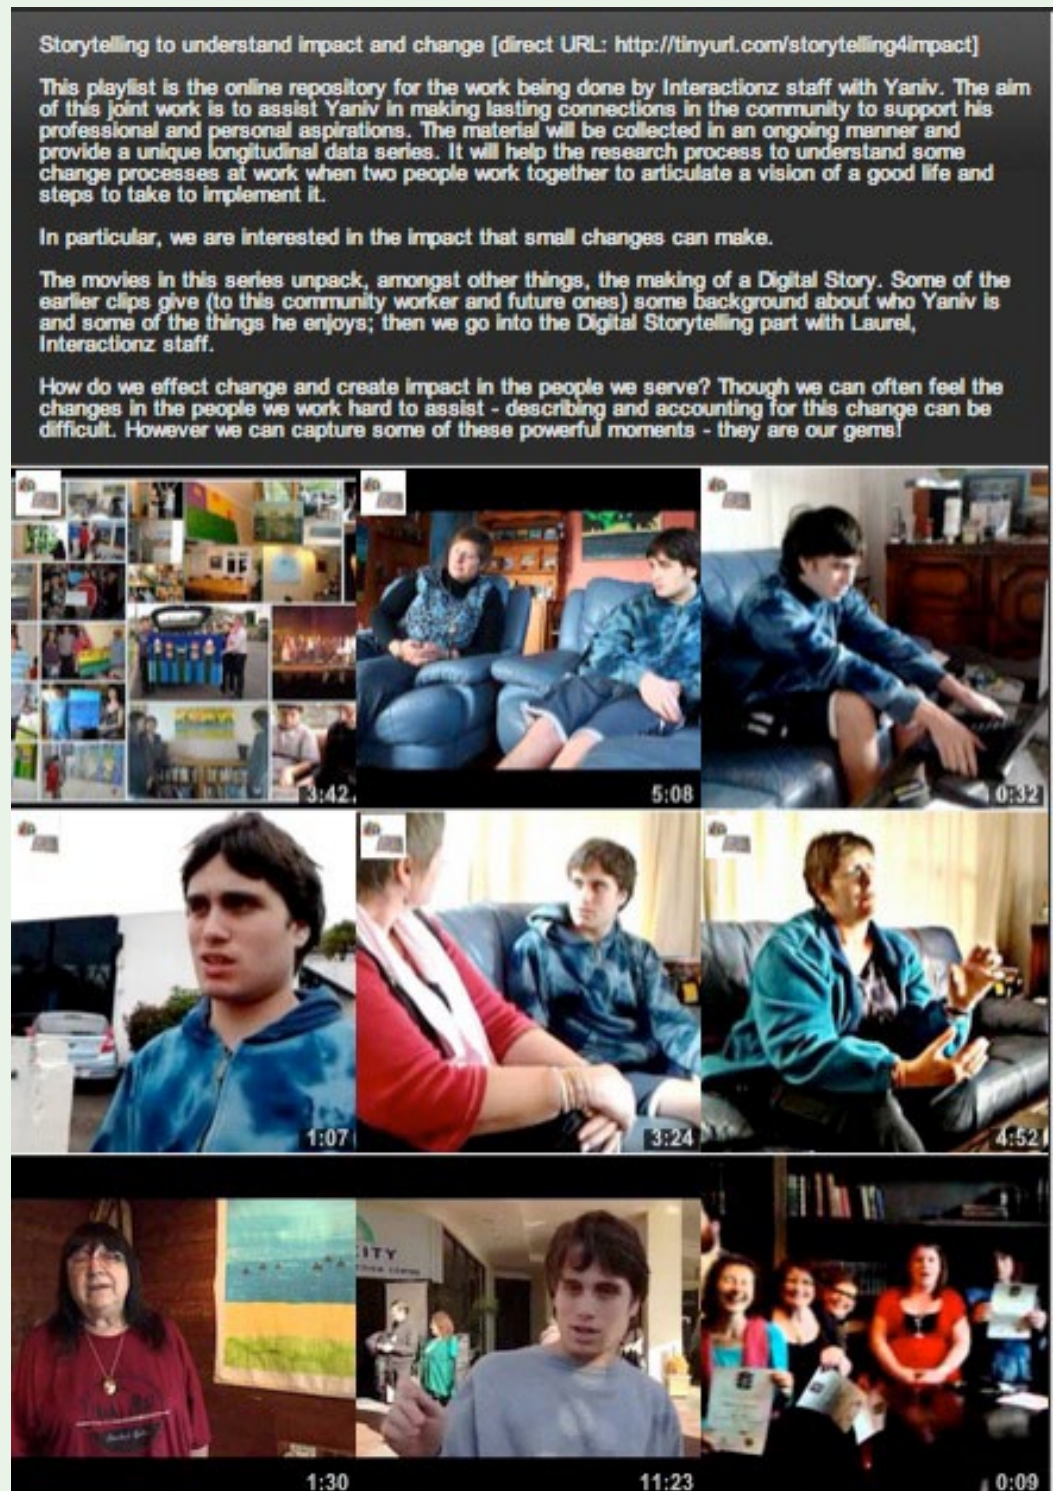 Storytelling to understand impact and change [direct URL: http://tinyurl.com/storytelling4impact]
This playlist is the online repository for the work being done by Interactionz staff with Yaniv. The aim
of this joint work is to assist Yaniv in making lasting connections in the community to support his
professional and personal aspirations. The material will be collected in an ongoing manner and
provide a unique longitudinal data series. It will help the research process to understand some
change processes at work when two people work together to articulate a vision of a good life and
steps to take to implement it.
In particular, we are interested in the impact that small changes can make.
The movies in this series unpack, amongst other things, the making of a Digital Story. Some of the
earlier clips give (to this community worker and future ones) some background about who Yaniv is
and some of the things he enjoys; then we go into the Digital Storytelling part with Laurel,
Interactionz staff.
How do we effect change and create impact in the people we serve? Though we can often feel the
changes in the people we work hard to assist - describing and accounting for this change can be
difficult. However we can capture some of these powerful moments - they are our gems!
3:42
5:08
0:32
1:07
3:24
4:52
CITY
1:30
11:23
0:09